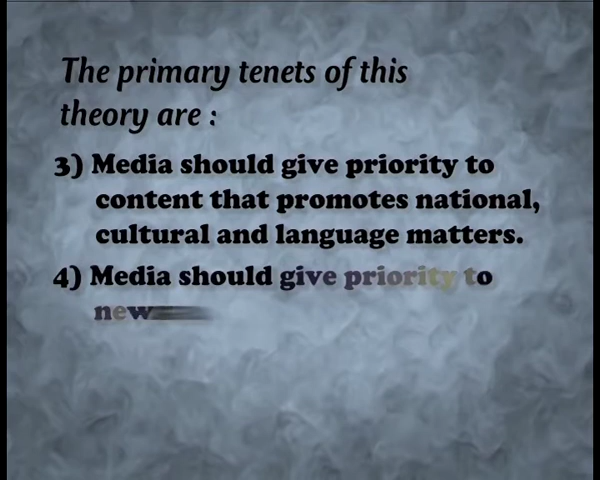 The primary tenets of this
theory are :
3) Media should give priority to
content that promotes national,
cultural and language matters.
4) Media should give priority to